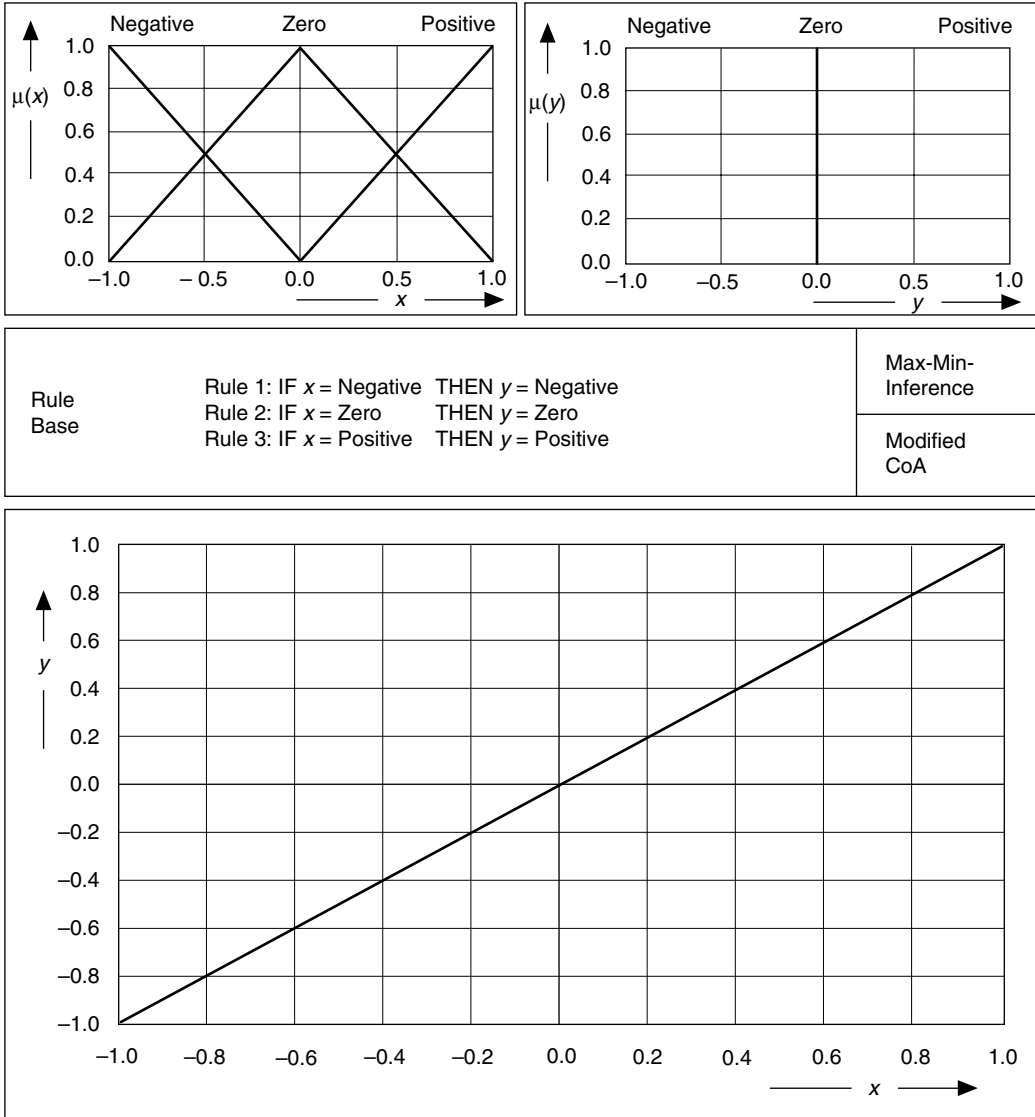 Negative Zero Positive
1.0
0.8
μ(x)
0.6
0.4
0.2
0.0
–1.0 – 0.5 0.0 0.5 1.0
x
Negative Zero Positive
1.0
0.8
μ(y)
0.6
0.4
0.2
0.0
–1.0 –0.5 0.0 0.5 1.0
y
Rule
Base
Rule 1: IF x = Negative THEN y = Negative
Rule 2: IF x = Zero THEN y = Zero
Rule 3: IF x = Positive THEN y = Positive
Max-Min-
Inference
Modified
CoA
1.0
0.8
0.6
y
0.4
0.2
0.0
–0.2
–0.4
–0.6
–0.8
–1.0
–1.0 –0.8 –0.6 –0.4 –0.2 0.0 0.2 0.4 0.6 0.8 1.0
x